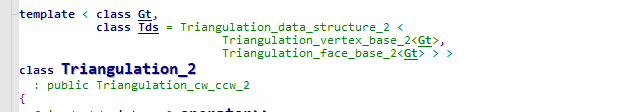 template < class Gt,
class Tds = Triangulation_data_structure_2 <
Triangulation_vertex_base_2<Gt>,
Triangulation_face_base_2<Gt> > >
class Triangulation_2
: public Triangulation_cw_ccw_2
{